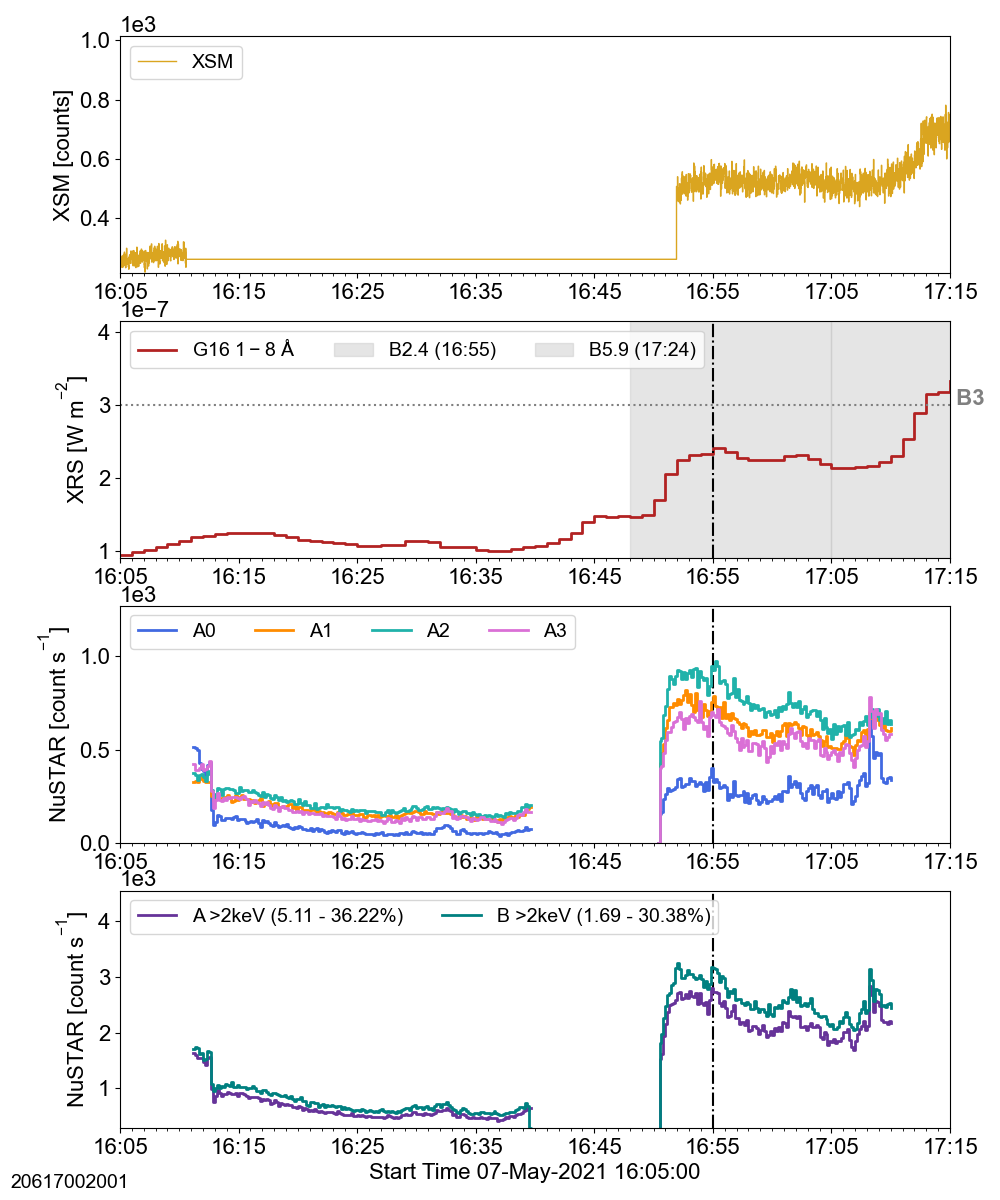 1e3
1.0
0.8
0.6
0.4
XSM [counts]
XSM
16:05 16:15 16:25 16:35 16:45 16:55 17:05 17:15
1e−7
4
3
2
1
XRS [W m⁻²]
G16 1 − 8 Å B2.4 (16:55) B5.9 (17:24)
B3
16:05 16:15 16:25 16:35 16:45 16:55 17:05 17:15
1e3
1.0
0.5
0.0
NuSTAR [count s⁻¹]
A0 A1 A2 A3
16:05 16:15 16:25 16:35 16:45 16:55 17:05 17:15
1e3
4
3
2
1
NuSTAR [count s⁻¹]
A >2keV (5.11 - 36.22%) B >2keV (1.69 - 30.38%)
16:05 16:15 16:25 16:35 16:45 16:55 17:05 17:15
Start Time 07-May-2021 16:05:00
20617002001